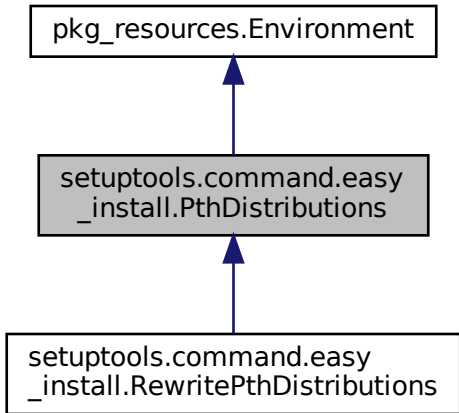 pkg_resources.Environment
setuptools.command.easy
_install.PthDistributions
setuptools.command.easy
_install.RewritePthDistributions